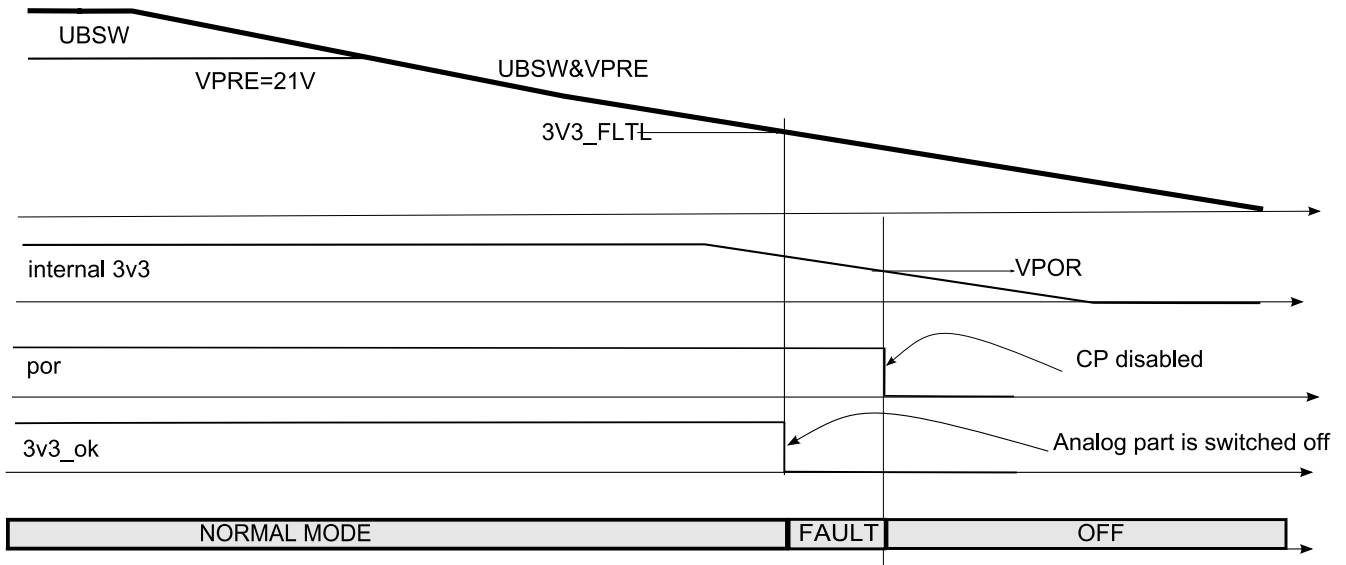 UBSW
VPRE=21V
UBSW&VPRE
3V3_FLTL
internal 3v3
VPOR
por
CP disabled
3v3_ok
Analog part is switched off
NORMAL MODE
FAULT
OFF